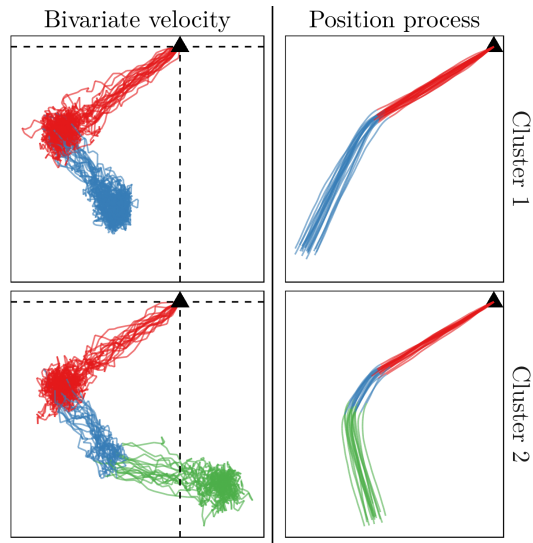 Bivariate velocity
Position process
Cluster 1
Cluster 2